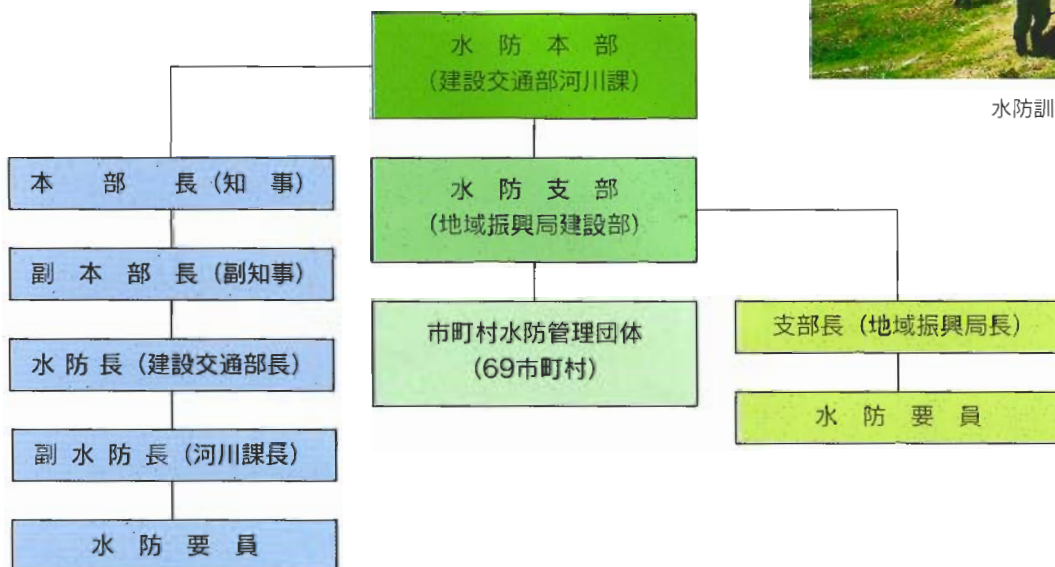 水防本部
(建設交通部河川課)
水防訓
本部長(知事)
副本部長(副知事)
水防長(建設交通部長)
副水防長(河川課長)
水防要員
水防支部
(地域振興局建設部)
市町村水防管理団体
(69市町村)
支部長(地域振興局長)
水防要員